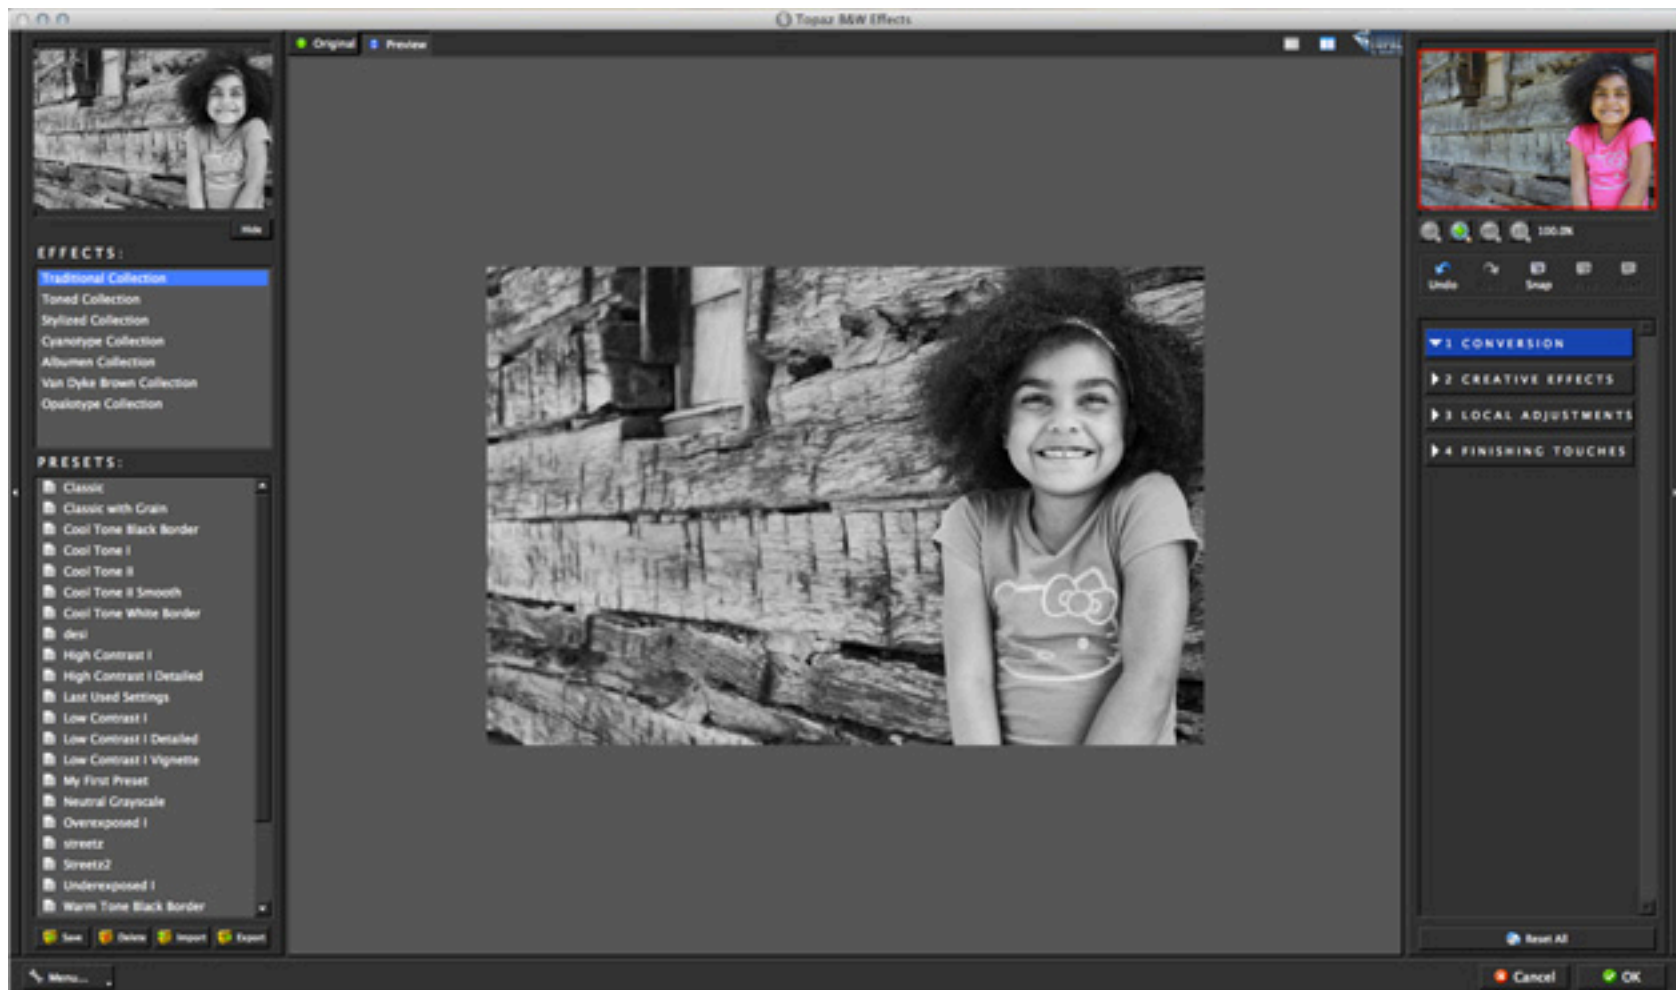 Topaz B&W Effects
Original
Preview
Hide
EFFECTS:
Traditional Collection
Toned Collection
Stylized Collection
Cyanotype Collection
Albumen Collection
Van Dyke Brown Collection
Opalotype Collection
PRESETS:
Classic
Classic with Grain
Cool Tone Black Border
Cool Tone I
Cool Tone II
Cool Tone II Smooth
Cool Tone White Border
desi
High Contrast I
High Contrast I Detailed
Last Used Settings
Low Contrast I
Low Contrast I Detailed
Low Contrast I Vignette
My First Preset
Neutral Grayscale
Overexposed I
streetz
Streetz2
Underexposed I
Warm Tone Black Border
Save
Delete
Import
Export
Menu...
100.0%
Undo
Snap
1 CONVERSION
2 CREATIVE EFFECTS
3 LOCAL ADJUSTMENTS
4 FINISHING TOUCHES
Reset All
Cancel
OK